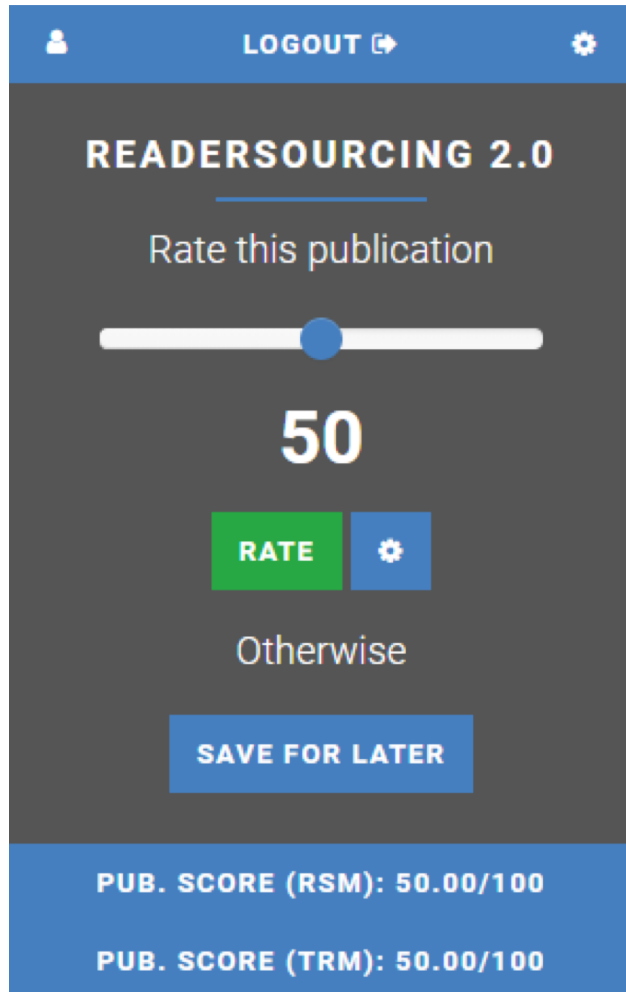 LOGOUT
READERSOURCING 2.0
Rate this publication
50
RATE
Otherwise
SAVE FOR LATER
PUB. SCORE (RSM): 50.00/100
PUB. SCORE (TRM): 50.00/100